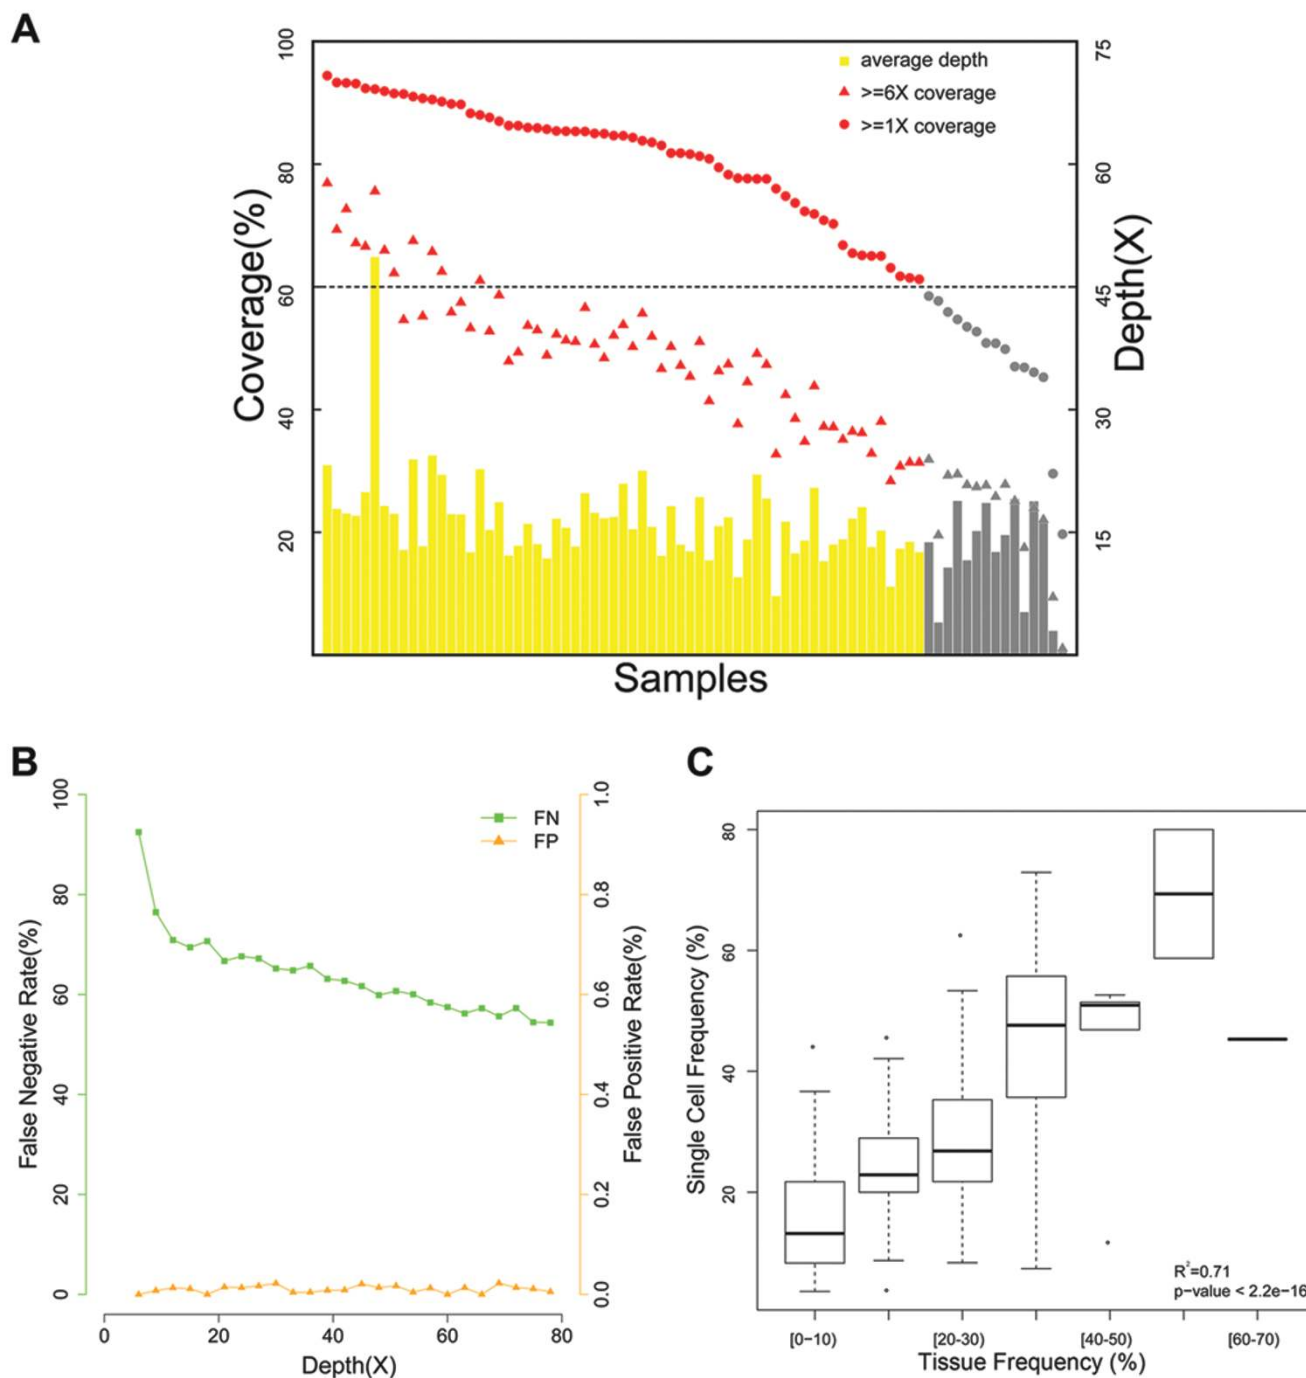 A
100
80
60
40
20
Coverage(%)
75
60
45
30
15
Depth(X)
average depth
>=6X coverage
>=1X coverage
Samples
B
100
80
60
40
20
0
False Negative Rate(%)
1.0
0.8
0.6
0.4
0.2
0.0
False Positive Rate(%)
FN
FP
0 20 40 60 80
Depth(X)
C
80
60
40
20
Single Cell Frequency (%)
R²=0.71
p-value < 2.2e-16
[0-10) [20-30) [40-50) [60-70)
Tissue Frequency (%)